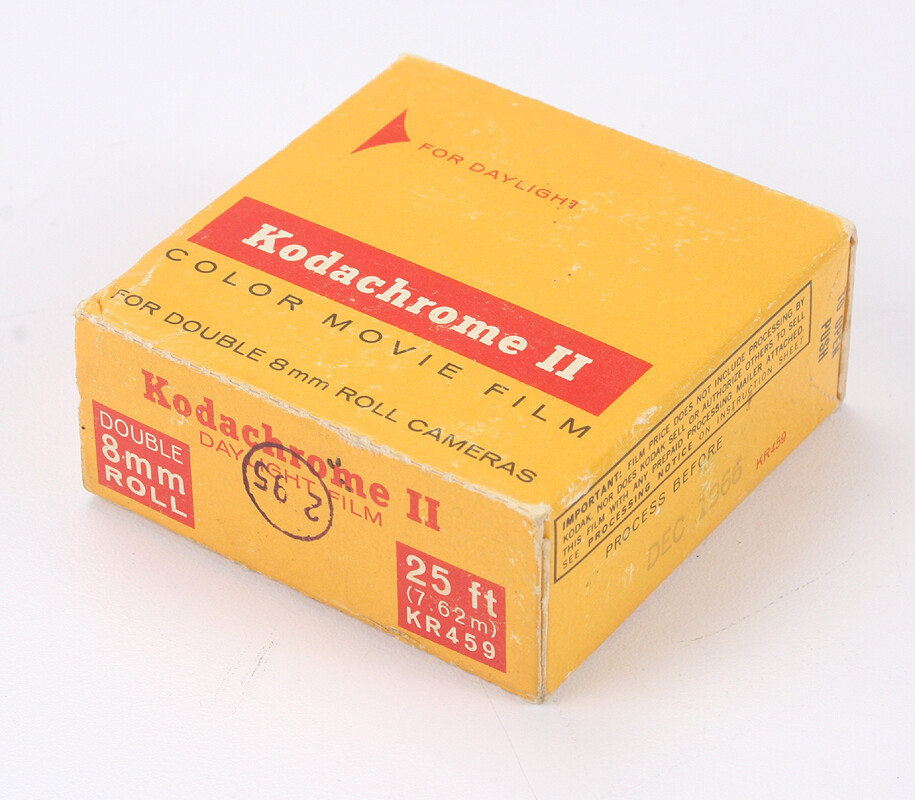 FOR DAYLIGHT
Kodachrome II
COLOR MOVIE FILM
FOR DOUBLE 8mm ROLL CAMERAS
Kodachrome II
DAYLIGHT FILM
DOUBLE
8mm
ROLL
2 95
25 ft
(7.62m)
KR459
IMPORTANT: FILM PRICE DOES NOT INCLUDE PROCESSING BY
KODAK, NOR DOES KODAK SELL OR AUTHORIZE OTHERS TO SELL
THIS FILM WITH ANY PREPAID PROCESSING MAILER ATTACHED.
SEE PROCESSING NOTICE ON INSTRUCTION SHEET
PROCESS BEFORE
KR459
DEC 1966
PUSH
TO OPEN